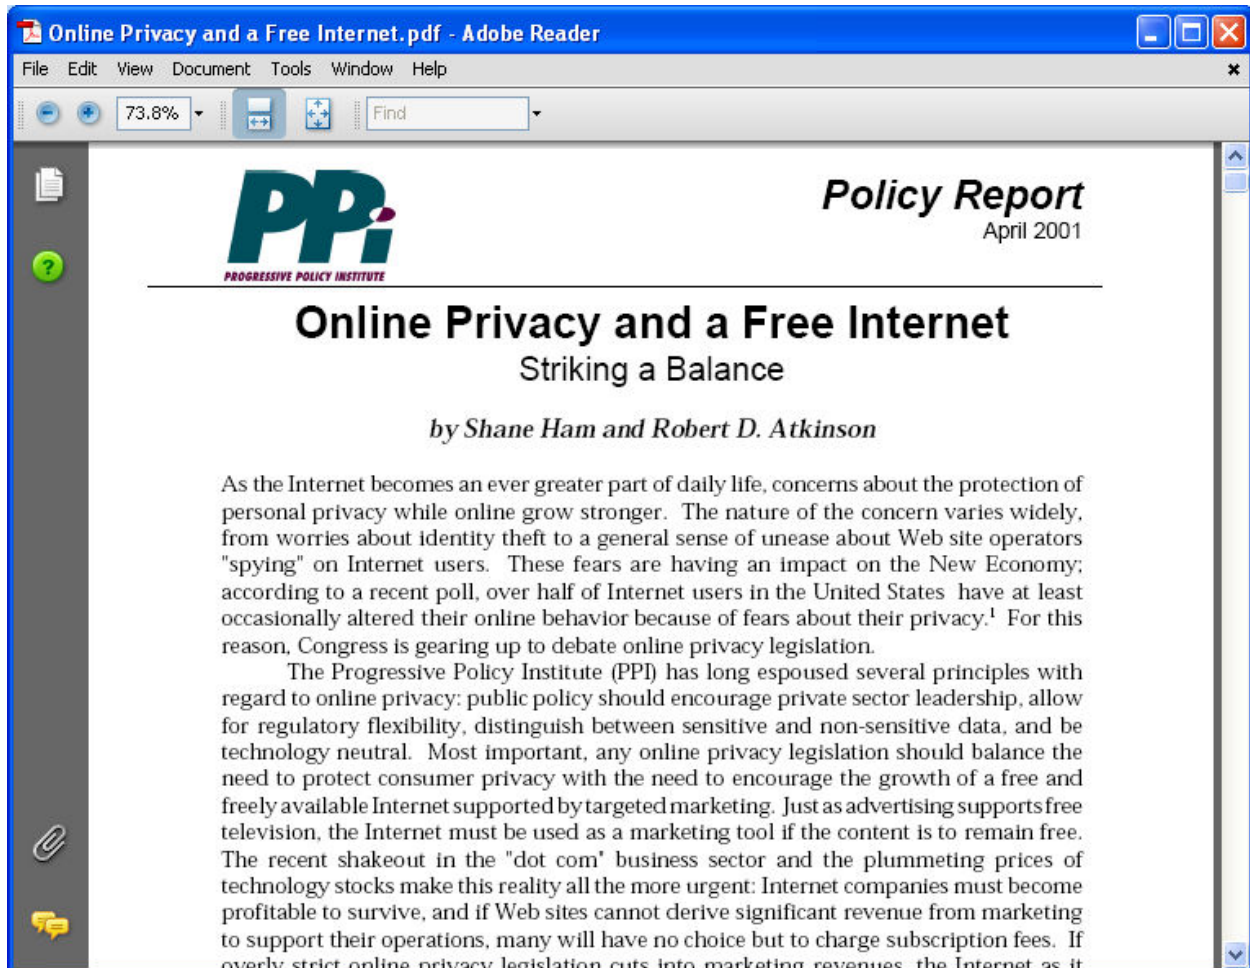 Online Privacy and a Free Internet.pdf - Adobe Reader
File Edit View Document Tools Window Help
73.8% Find
PPi
PROGRESSIVE POLICY INSTITUTE
Policy Report
April 2001
Online Privacy and a Free Internet
Striking a Balance
by Shane Ham and Robert D. Atkinson
As the Internet becomes an ever greater part of daily life, concerns about the protection of
personal privacy while online grow stronger. The nature of the concern varies widely,
from worries about identity theft to a general sense of unease about Web site operators
"spying" on Internet users. These fears are having an impact on the New Economy;
according to a recent poll, over half of Internet users in the United States have at least
occasionally altered their online behavior because of fears about their privacy.¹ For this
reason, Congress is gearing up to debate online privacy legislation.
The Progressive Policy Institute (PPI) has long espoused several principles with
regard to online privacy: public policy should encourage private sector leadership, allow
for regulatory flexibility, distinguish between sensitive and non-sensitive data, and be
technology neutral. Most important, any online privacy legislation should balance the
need to protect consumer privacy with the need to encourage the growth of a free and
freely available Internet supported by targeted marketing. Just as advertising supports free
television, the Internet must be used as a marketing tool if the content is to remain free.
The recent shakeout in the "dot com" business sector and the plummeting prices of
technology stocks make this reality all the more urgent: Internet companies must become
profitable to survive, and if Web sites cannot derive significant revenue from marketing
to support their operations, many will have no choice but to charge subscription fees. If
overly strict online privacy legislation cuts into marketing revenues, the Internet as it